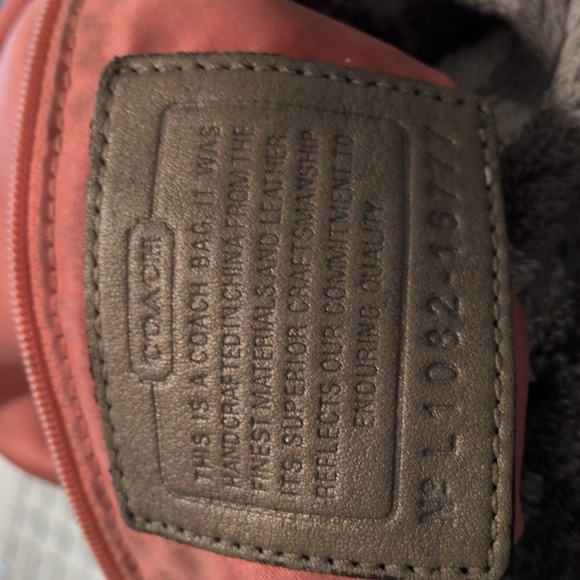 COACH
THIS IS A COACH BAG. IT WAS
HANDCRAFTED IN CHINA FROM THE
FINEST MATERIALS AND LEATHER.
ITS SUPERIOR CRAFTSMANSHIP
REFLECTS OUR COMMITMENT TO
ENDURING QUALITY.
Nº L1082-16777